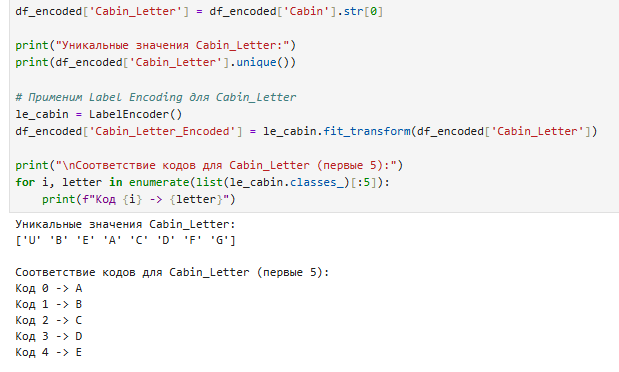 df_encoded['Cabin_Letter'] = df_encoded['Cabin'].str[0]
print("Уникальные значения Cabin_Letter:")
print(df_encoded['Cabin_Letter'].unique())
# Применим Label Encoding для Cabin_Letter
le_cabin = LabelEncoder()
df_encoded['Cabin_Letter_Encoded'] = le_cabin.fit_transform(df_encoded['Cabin_Letter'])
print("\nСоответствие кодов для Cabin_Letter (первые 5):")
for i, letter in enumerate(list(le_cabin.classes_)[:5]):
    print(f"Код {i} -> {letter}")
Уникальные значения Cabin_Letter:
['U' 'B' 'E' 'A' 'C' 'D' 'F' 'G']
Соответствие кодов для Cabin_Letter (первые 5):
Код 0 -> A
Код 1 -> B
Код 2 -> C
Код 3 -> D
Код 4 -> E